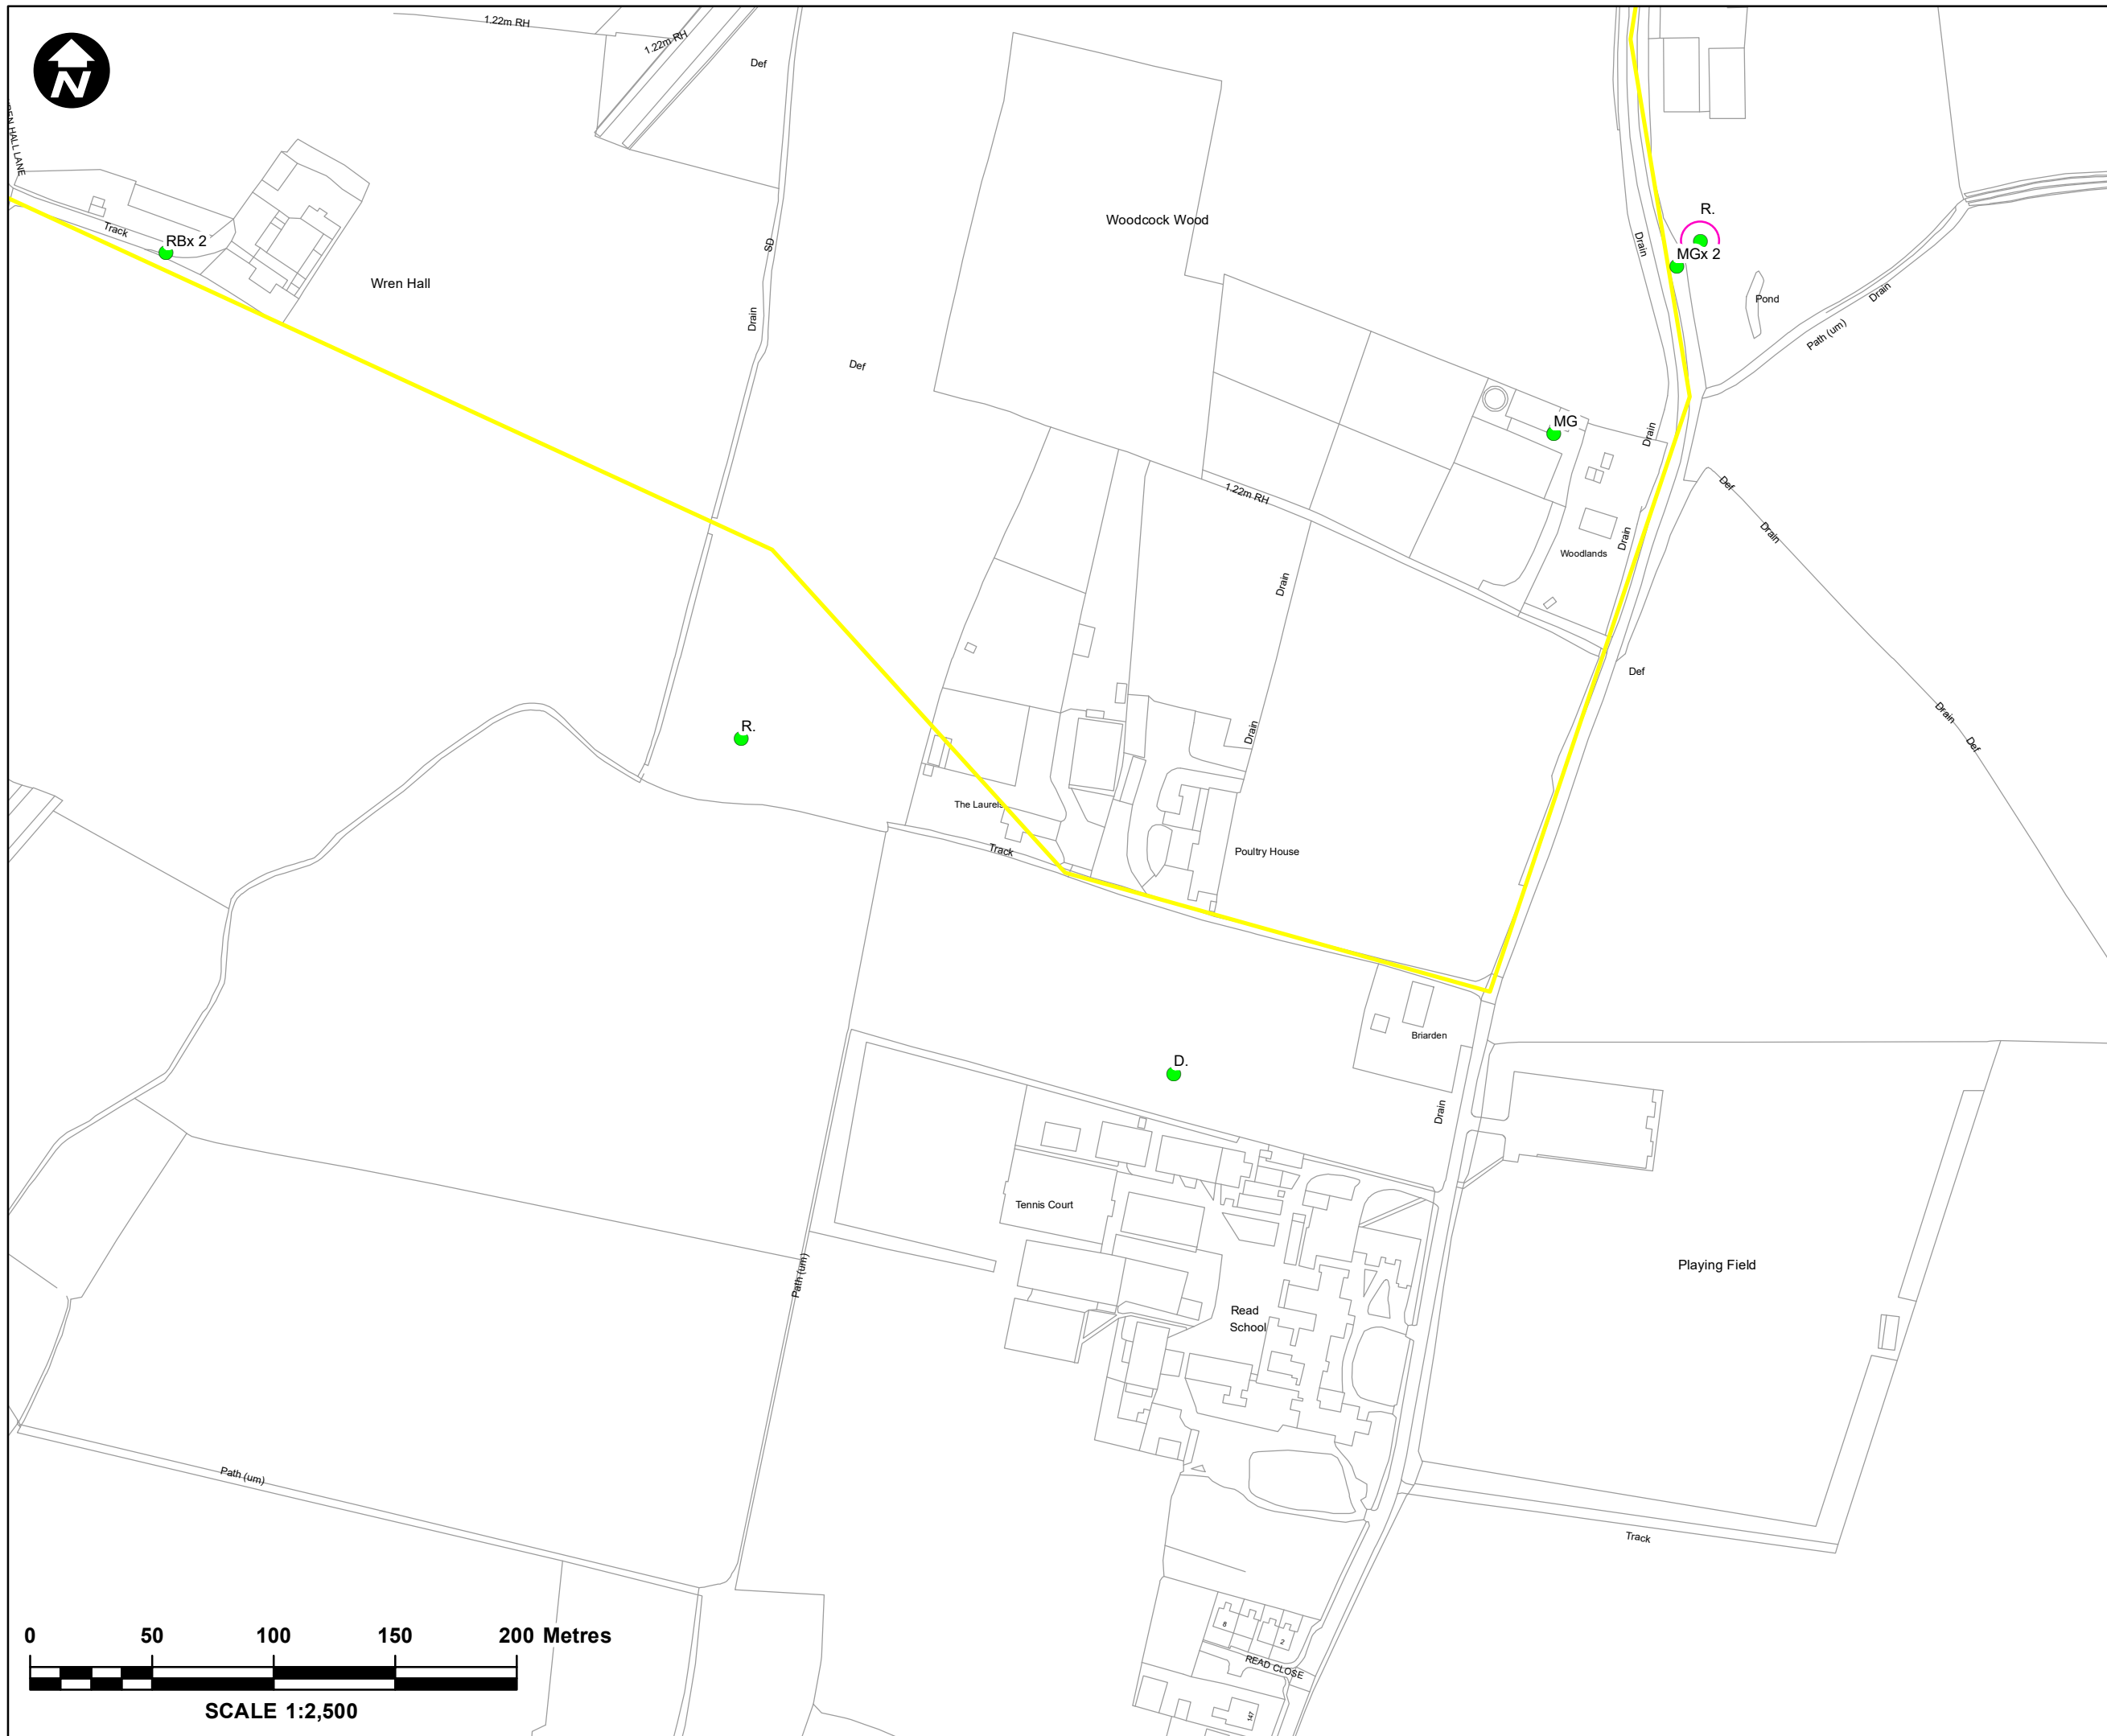 1.22m RH
1.22m RH
Def
N
HALL LANE
Track
RBx 2
Wren Hall
SD
Drain
Def
Woodcock Wood
R.
Drain
MGx 2
Pond
Drain
Path (um)
MG
Drain
1.22m RH
Def
Drain
Drain
Woodlands
Drain
Def
Drain
Def
R.
Drain
The Laurels
Track
Poultry House
Briarden
D.
Drain
Tennis Court
Path (um)
Playing Field
Read
School
Path (um)
Track
8
2
READ CLOSE
147
0 50 100 150 200 Metres
SCALE 1:2,500